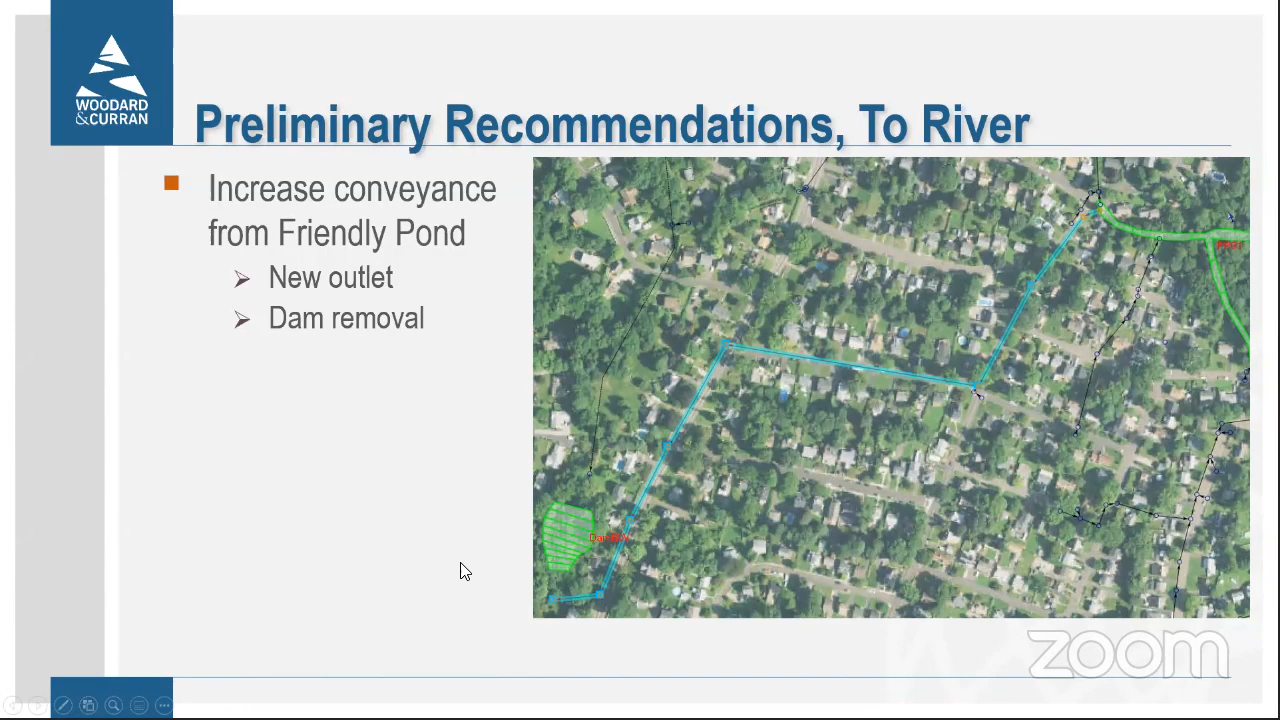 WOODARD
&CURRAN
Preliminary Recommendations, To River
Increase conveyance
from Friendly Pond
New outlet
Dam removal
zoom